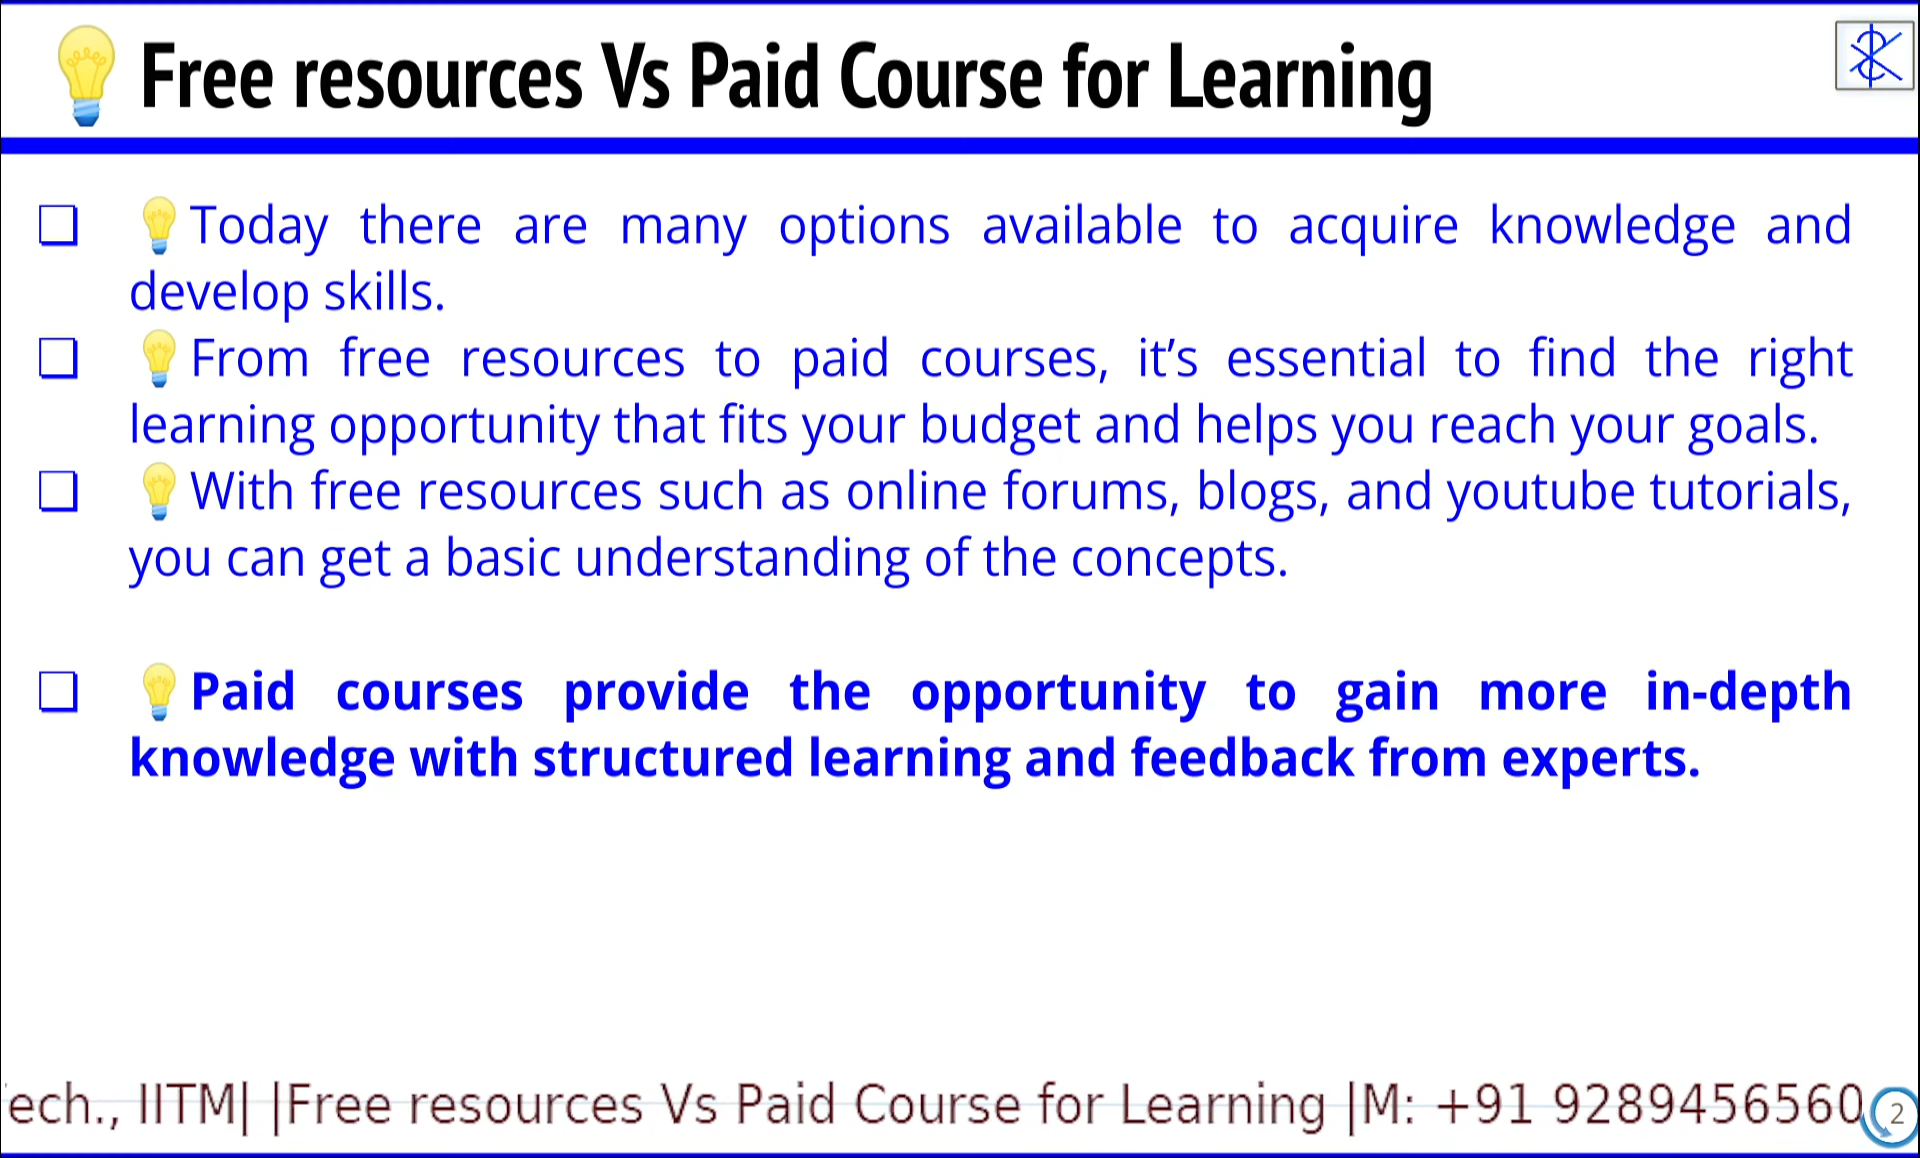 Free resources Vs Paid Course for Learning
Today there are many options available to acquire knowledge and
develop skills.
From free resources to paid courses, it’s essential to find the right
learning opportunity that fits your budget and helps you reach your goals.
With free resources such as online forums, blogs, and youtube tutorials,
you can get a basic understanding of the concepts.
Paid courses provide the opportunity to gain more in-depth
knowledge with structured learning and feedback from experts.
ech., IITM| |Free resources Vs Paid Course for Learning |M: +91 9289456560
2